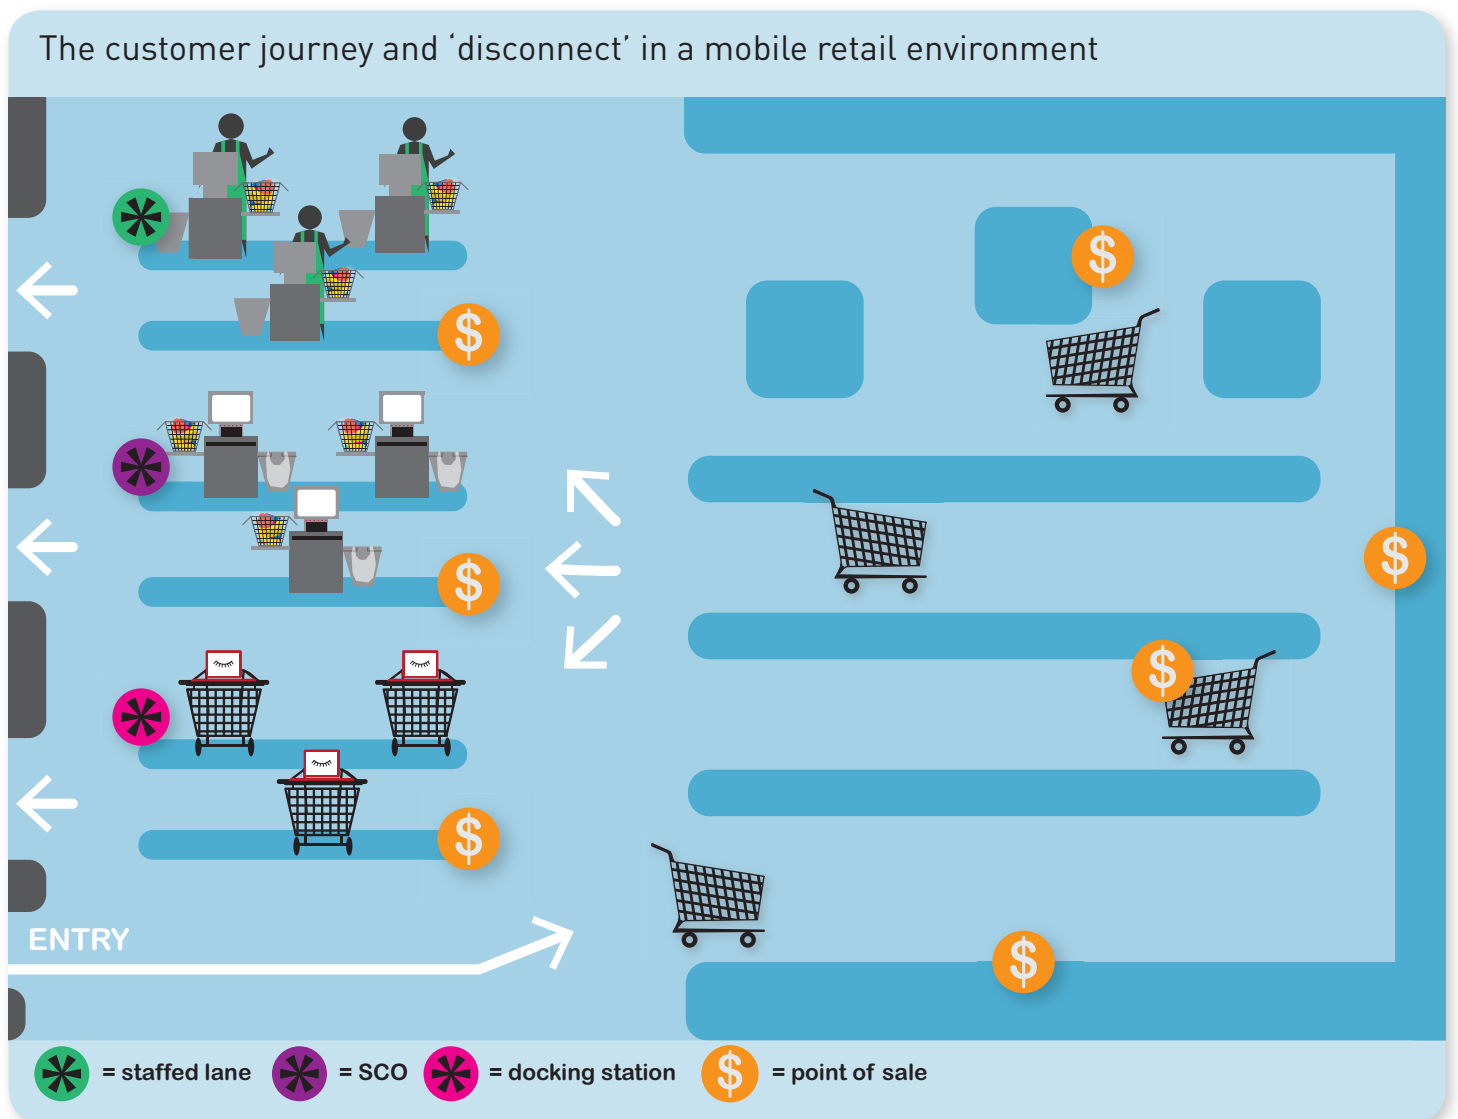 The customer journey and ‘disconnect’ in a mobile retail environment
$
$
$
$
$
$
$
ENTRY
= staffed lane
= SCO
= docking station
$ = point of sale